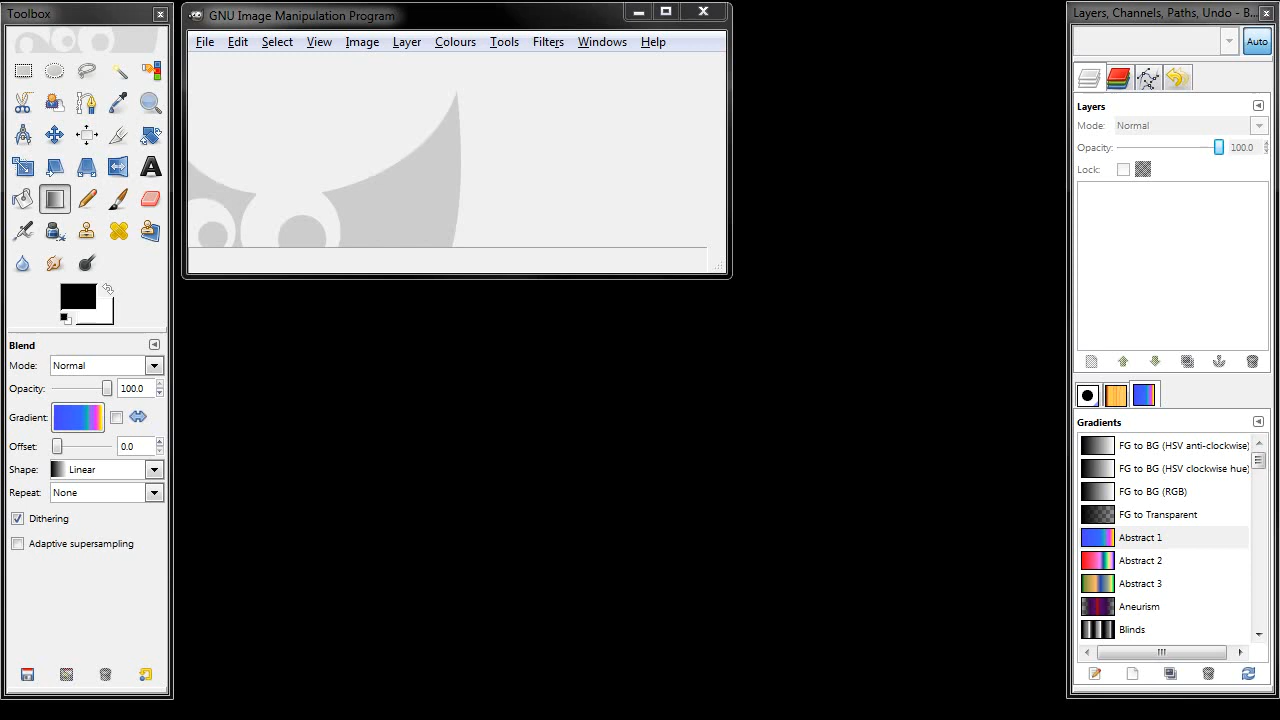 Toolbox
GNU Image Manipulation Program
Layers, Channels, Paths, Undo - B...
File Edit Select View Image Layer Colours Tools Filters Windows Help
Auto
Layers
Mode: Normal
Opacity: 100.0
Lock:
Blend
Mode: Normal
Opacity: 100.0
Gradient:
Offset: 0.0
Shape: Linear
Repeat: None
Dithering
Adaptive supersampling
Gradients
FG to BG (HSV anti-clockwise)
FG to BG (HSV clockwise hue)
FG to BG (RGB)
FG to Transparent
Abstract 1
Abstract 2
Abstract 3
Aneurism
Blinds